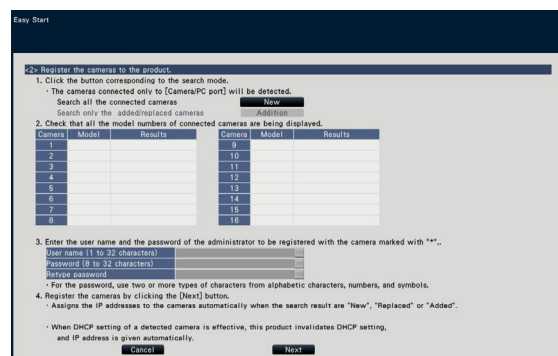 Easy Start
<2> Register the cameras to the product.
1. Click the button corresponding to the search mode.
· The cameras connected only to [Camera/PC port] will be detected.
Search all the connected cameras New
Search only the added/replaced cameras Addition
2. Check that all the model numbers of connected cameras are being displayed.
Camera Model Results Camera Model Results
1 9
2 10
3 11
4 12
5 13
6 14
7 15
8 16
3. Enter the user name and the password of the administrator to be registered with the camera marked with "*"..
User name (1 to 32 characters)
Password (8 to 32 characters)
Retype password
· For the password, use two or more types of characters from alphabetic characters, numbers, and symbols.
4. Register the cameras by clicking the [Next] button.
· Assigns the IP addresses to the cameras automatically when the search result are "New", "Replaced" or "Added".
· When DHCP setting of a detected camera is effective, this product invalidates DHCP setting,
and IP address is given automatically.
Cancel Next